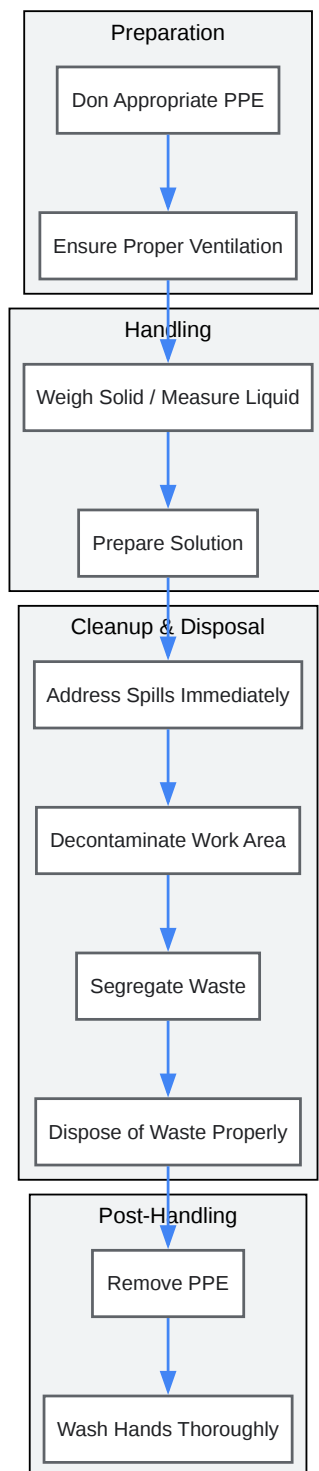 Preparation
Don Appropriate PPE
Ensure Proper Ventilation
Handling
Weigh Solid / Measure Liquid
Prepare Solution
Cleanup & Disposal
Address Spills Immediately
Decontaminate Work Area
Segregate Waste
Dispose of Waste Properly
Post-Handling
Remove PPE
Wash Hands Thoroughly